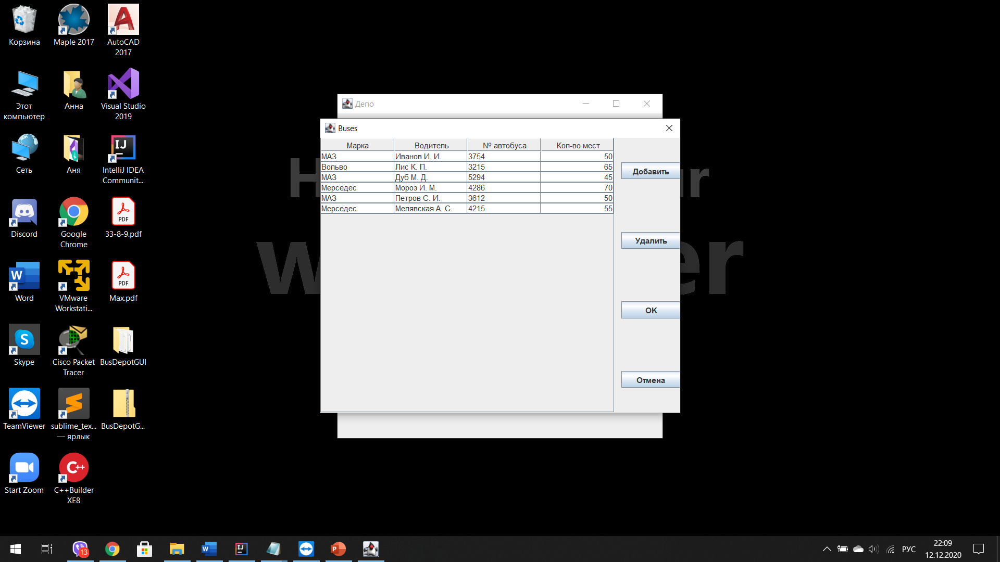 Корзина
Maple 2017
AutoCAD
2017
Этот
компьютер
Анна
Visual Studio
2019
Сеть
Аня
IntelliJ IDEA
Communit...
Discord
Google
Chrome
33-8-9.pdf
Word
VMware
Workstati...
Max.pdf
Skype
Cisco Packet
Tracer
BusDepotGUI
TeamViewer
sublime_tex...
— ярлык
BusDepotG...
Start Zoom
C++Builder
XE8
Депо
Buses
Марка Водитель № автобуса Кол-во мест
МАЗ Иванов И. И. 3754 50
Вольво Лис К. П. 3215 65
МАЗ Дуб М. Д. 5294 45
Мерседес Мороз И. М. 4286 70
МАЗ Петров С. И. 3612 50
Мерседес Мелявская А. С. 4215 55
Добавить
Удалить
OK
Отмена
13
РУС
22:09
12.12.2020